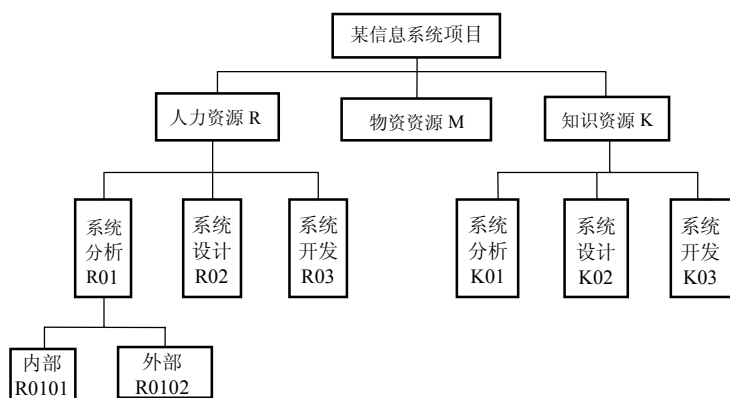 某信息系统项目
人力资源 R
物资资源 M
知识资源 K
系统
分析
R01
系统
设计
R02
系统
开发
R03
系统
分析
K01
系统
设计
K02
系统
开发
K03
内部
R0101
外部
R0102